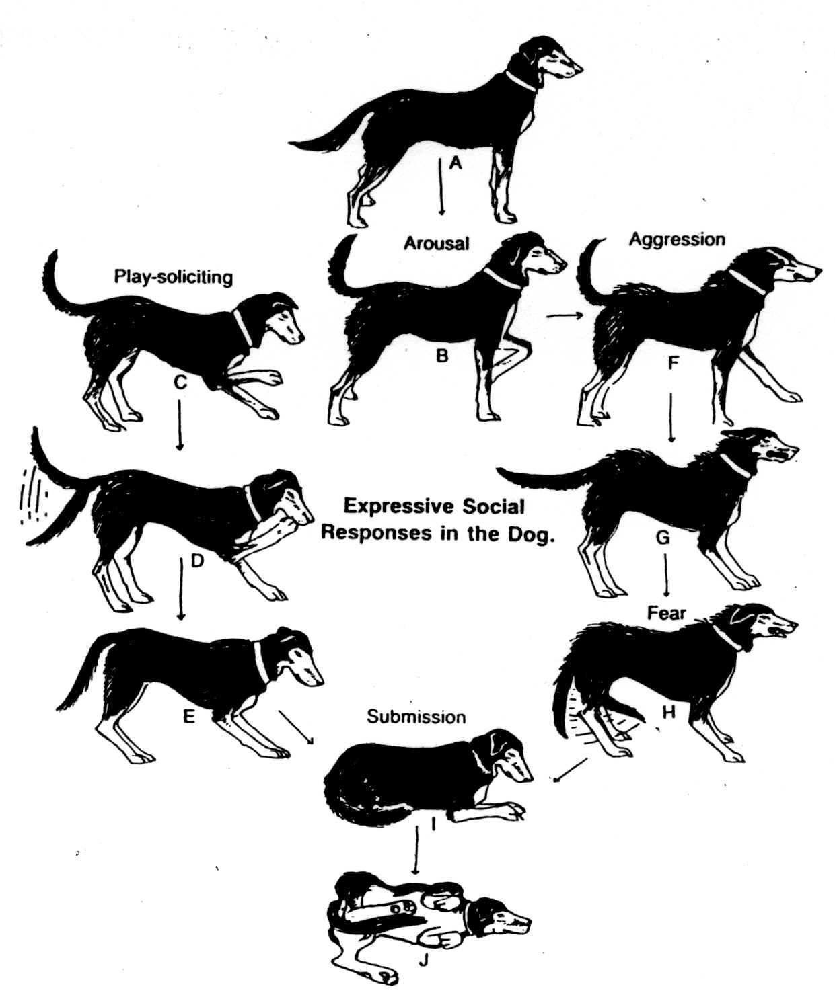 A
Arousal
Aggression
Play-soliciting
B
F
C
Expressive Social
Responses in the Dog.
G
D
Fear
E
H
Submission
I
J